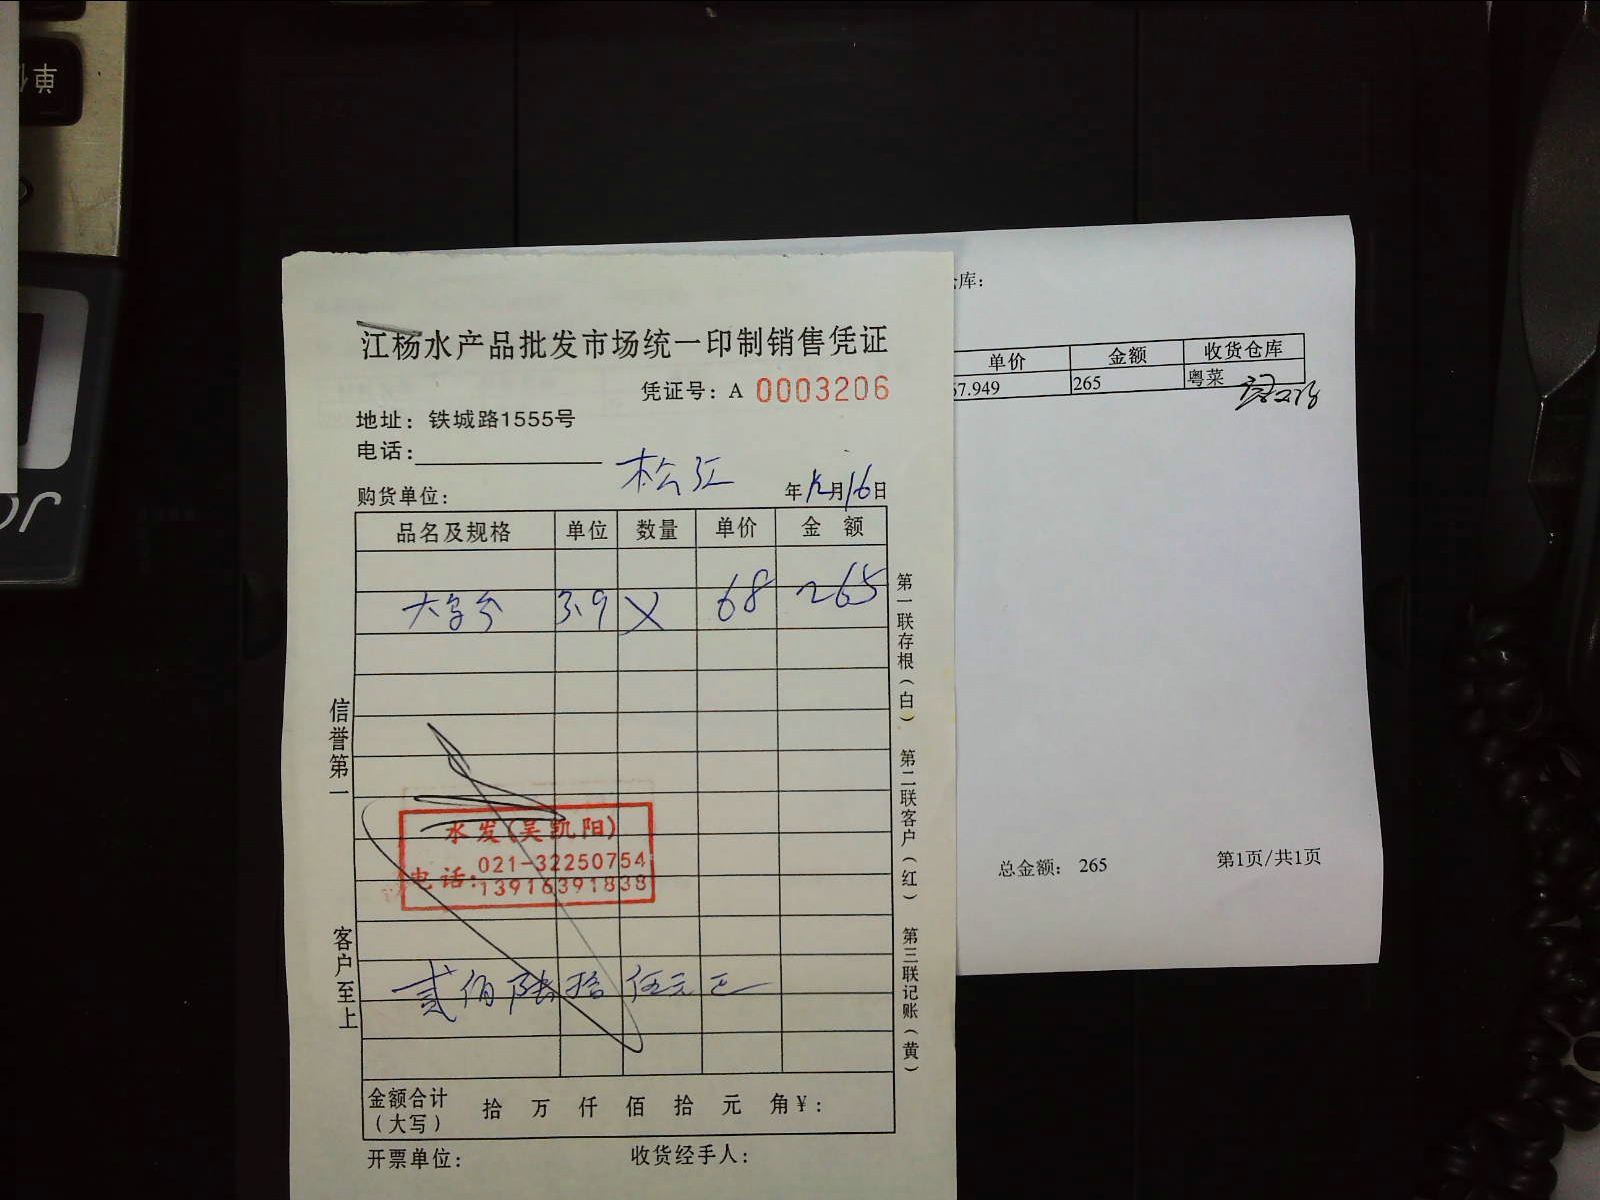 江杨水产品批发市场统一印制销售凭证
凭证号：A 0003206
地址：铁城路1555号
电话：
松江
购货单位：
年12月16日
品名及规格 单位 数量 单价 金 额
3.9 X 68 265
水发(吴凯阳)
电话：021-32250754
13916391838
贰佰陆拾伍元正
金额合计
(大写)
拾 万 仟 佰 拾 元 角￥：
开票单位： 收货经手人：
信誉第一
客户至上
第一联存根(白)
第二联客户(红)
第三联记账(黄)
库：
单价 金额 收货仓库
57.949 265 粤菜
总金额： 265 第1页/共1页